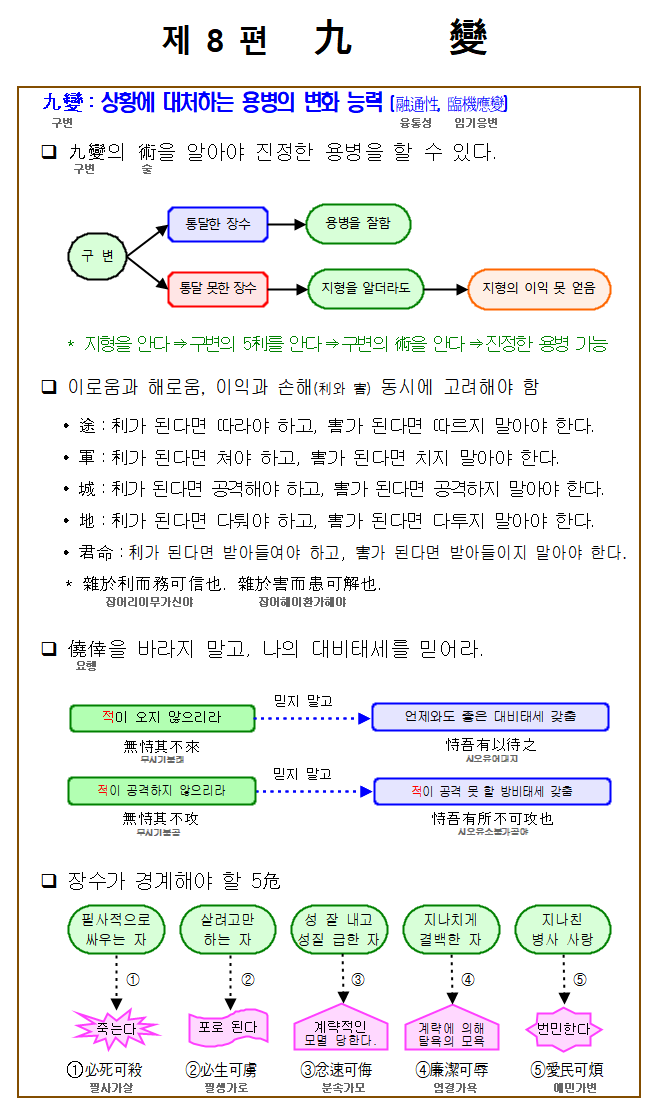 제 8 편 九 變
九變 : 상황에 대처하는 용병의 변화 능력 (融通性, 臨機應變)
구변 융통성 임기응변
❑ 九變의 術을 알아야 진정한 용병을 할 수 있다.
구변 술
구 변
통달한 장수
용병을 잘함
통달 못한 장수
지형을 알더라도
지형의 이익 못 얻음
* 지형을 안다⇒구변의 5利를 안다⇒구변의 術을 안다⇒진정한 용병 가능
❑ 이로움과 해로움, 이익과 손해(利와 害) 동시에 고려해야 함
• 途 : 利가 된다면 따라야 하고, 害가 된다면 따르지 말아야 한다.
• 軍 : 利가 된다면 쳐야 하고, 害가 된다면 치지 말아야 한다.
• 城 : 利가 된다면 공격해야 하고, 害가 된다면 공격하지 말아야 한다.
• 地 : 利가 된다면 다퉈야 하고, 害가 된다면 다투지 말아야 한다.
• 君命 : 利가 된다면 받아들여야 하고, 害가 된다면 받아들이지 말아야 한다.
* 雜於利而務可信也. 雜於害而患可解也.
잡어리이무가신야 잡어해이환가해야
❑ 僥倖을 바라지 말고, 나의 대비태세를 믿어라.
요행
적이 오지 않으리라
믿지 말고
언제와도 좋은 대비태세 갖춤
無恃其不來 恃吾有以待之
무시기불래 시오유이대지
적이 공격하지 않으리라
믿지 말고
적이 공격 못 할 방비태세 갖춤
無恃其不攻 恃吾有所不可攻也
무시기불공 시오유소불가공야
❑ 장수가 경계해야 할 5危
필사적으로
싸우는 자
살려고만
하는 자
성 잘 내고
성질 급한 자
지나치게
결백한 자
지나친
병사 사랑
① ② ③ ④ ⑤
죽는다
포로 된다
계략적인
모멸 당한다.
계략에 의해
탐욕의 모욕
번민한다
①必死可殺 ②必生可虜 ③忿速可侮 ④廉潔可辱 ⑤愛民可煩
필사가살 필생가로 분속가모 염결가욕 애민가번